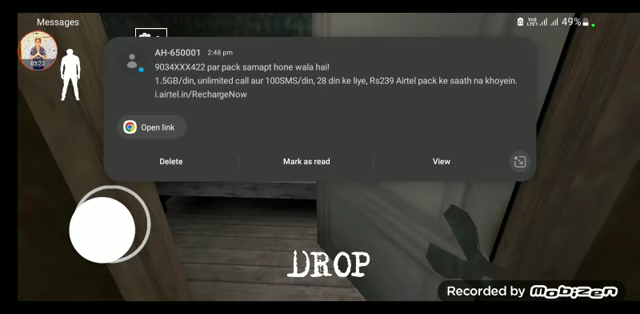 Messages
VoI LTE1 49%
03:22
AH-650001 2:48 pm
9034XXX422 par pack samapt hone wala hai!
1.5GB/din, unlimited call aur 100SMS/din, 28 din ke liye, Rs239 Airtel pack ke saath na khoyein.
i.airtel.in/RechargeNow
Open link
Delete Mark as read View
DROP
Recorded by mobizen